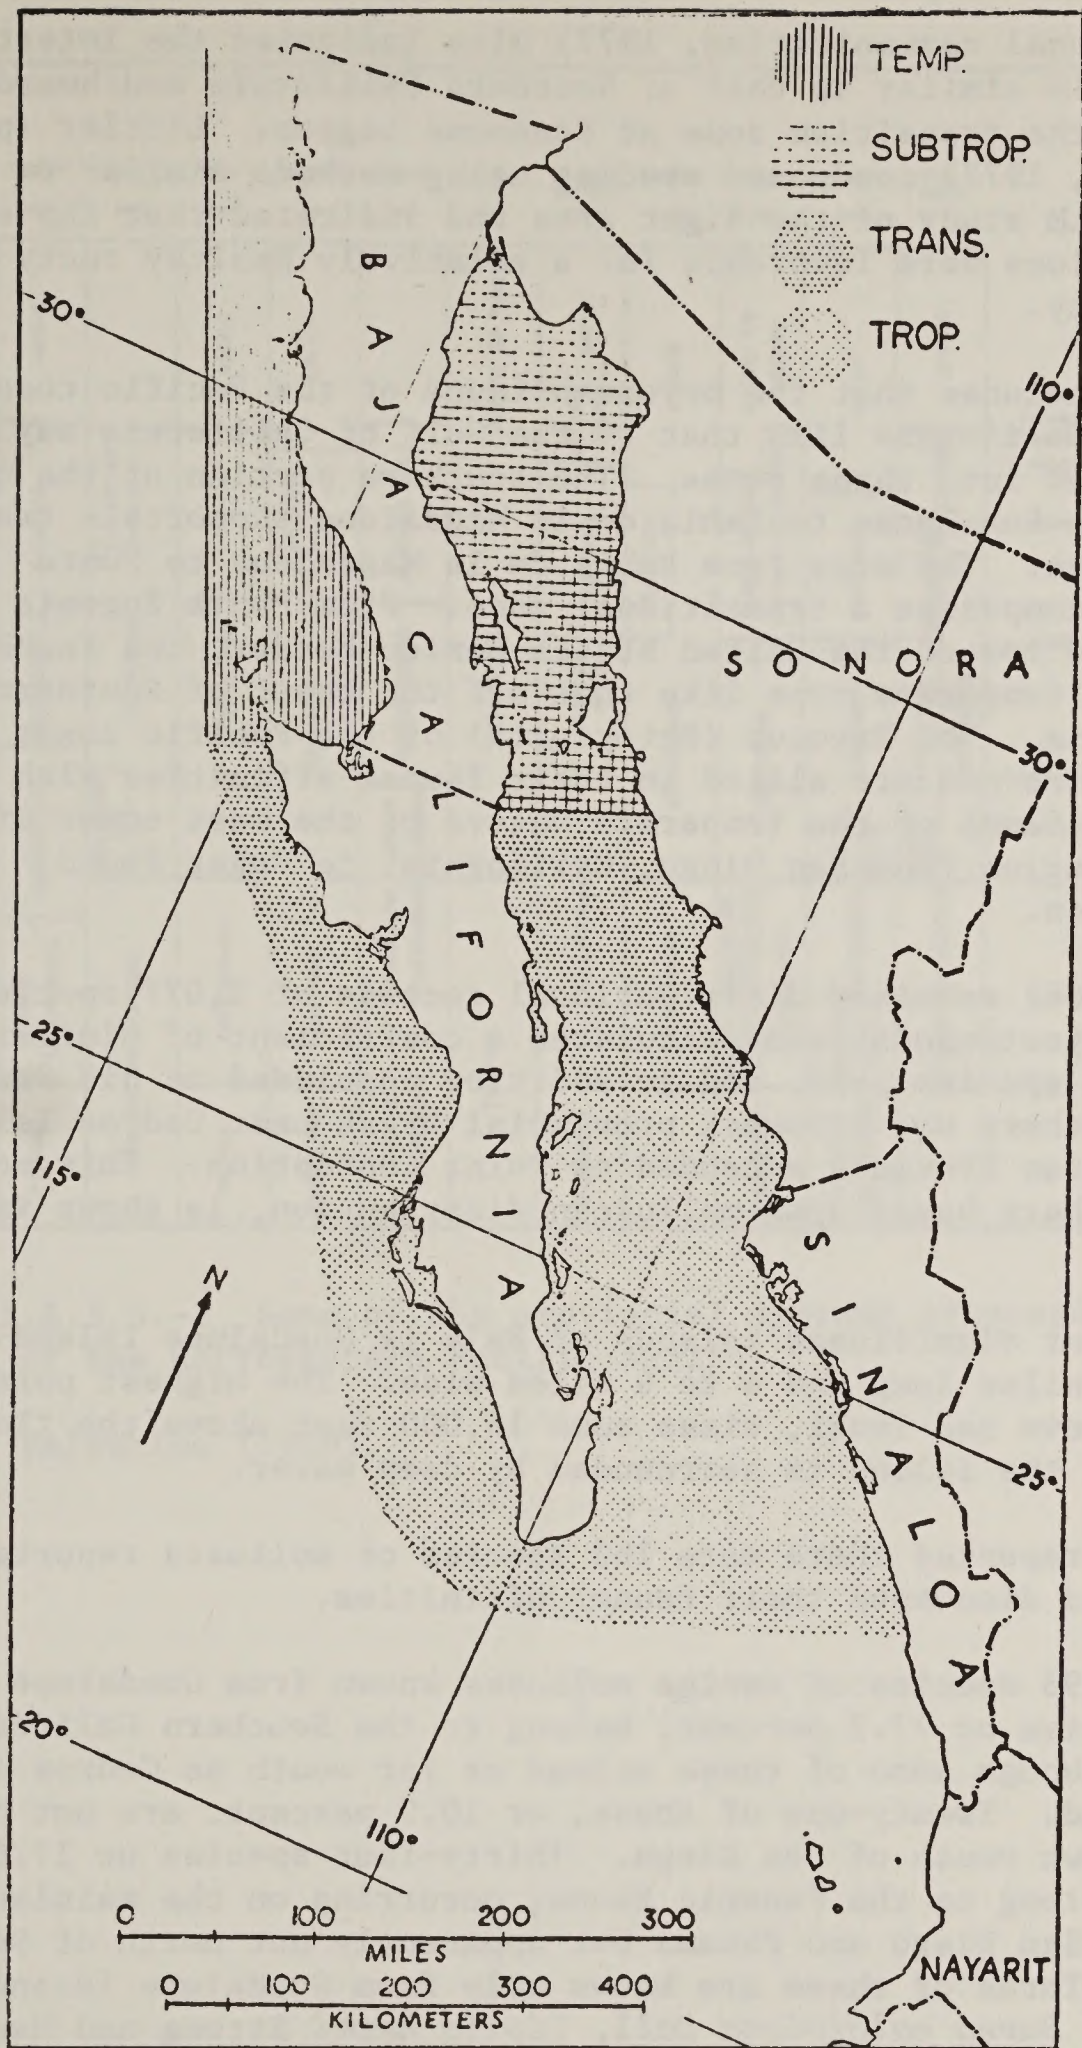 TEMP.
SUBTROP.
TRANS.
TROP.
BAJA CALIFORNIA
30°
110°
SONORA
30°
25°
115°
N
SINALOA
25°
20°
110°
0 100 200 300
MILES
0 100 200 300 400
KILOMETERS
NAYARIT